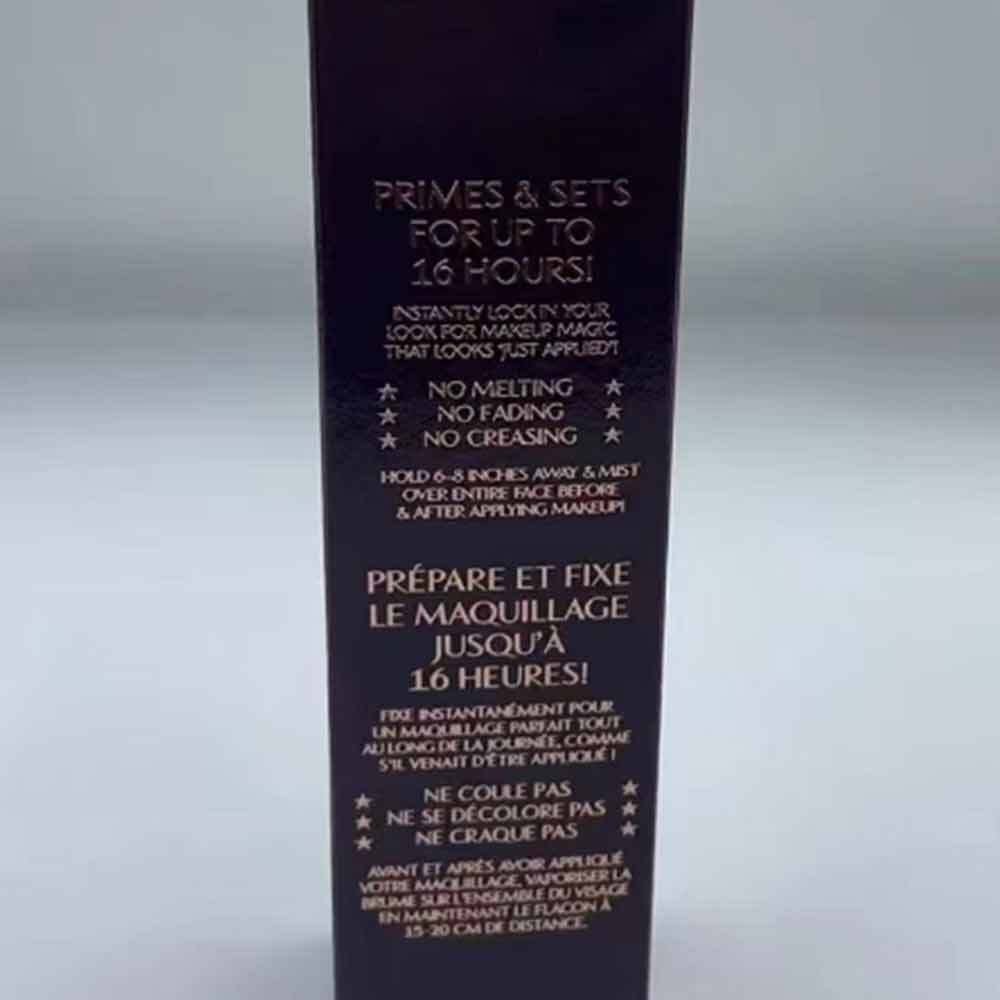 PRIMES & SETS
FOR UP TO
16 HOURS!
INSTANTLY LOCK IN YOUR
LOOK FOR MAKEUP MAGIC
THAT LOOKS 'JUST APPLIED'!
NO MELTING
NO FADING
NO CREASING
HOLD 6-8 INCHES AWAY & MIST
OVER ENTIRE FACE BEFORE
& AFTER APPLYING MAKEUP!
PRÉPARE ET FIXE
LE MAQUILLAGE
JUSQU'À
16 HEURES!
FIXE INSTANTANÉMENT POUR
UN MAQUILLAGE PARFAIT TOUT
AU LONG DE LA JOURNÉE, COMME
S'IL VENAIT D'ÊTRE APPLIQUÉ !
NE COULE PAS
NE SE DÉCOLORE PAS
NE CRAQUE PAS
AVANT ET APRÈS AVOIR APPLIQUÉ
VOTRE MAQUILLAGE, VAPORISER LA
BRUME SUR L'ENSEMBLE DU VISAGE
EN MAINTENANT LE FLACON À
15-20 CM DE DISTANCE.